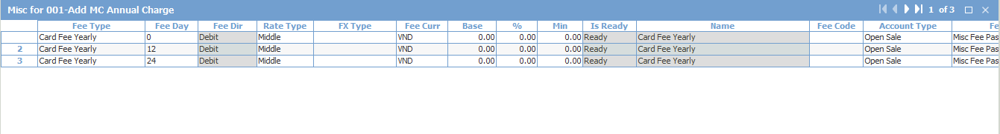 Misc for 001-Add MC Annual Charge 1 of 3
Fee Type Fee Day Fee Dir Rate Type FX Type Fee Curr Base % Min Is Ready Name Fee Code Account Type Fe
Card Fee Yearly 0 Debit Middle VND 0.00 0.00 0.00 Ready Card Fee Yearly Open Sale Misc Fee Pas
2 Card Fee Yearly 12 Debit Middle VND 0.00 0.00 0.00 Ready Card Fee Yearly Open Sale Misc Fee Pas
3 Card Fee Yearly 24 Debit Middle VND 0.00 0.00 0.00 Ready Card Fee Yearly Open Sale Misc Fee Pas